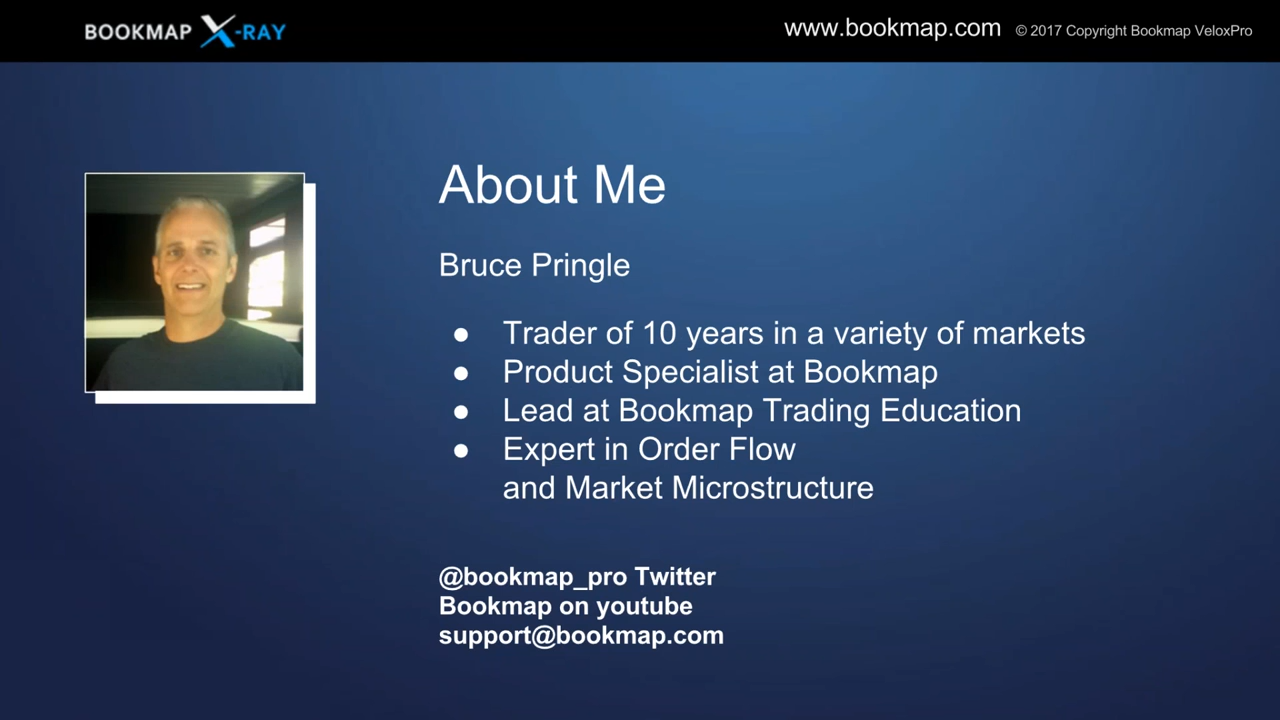 BOOKMAP X-RAY
www.bookmap.com © 2017 Copyright Bookmap VeloxPro
About Me
Bruce Pringle
● Trader of 10 years in a variety of markets
● Product Specialist at Bookmap
● Lead at Bookmap Trading Education
● Expert in Order Flow
and Market Microstructure
@bookmap_pro Twitter
Bookmap on youtube
support@bookmap.com